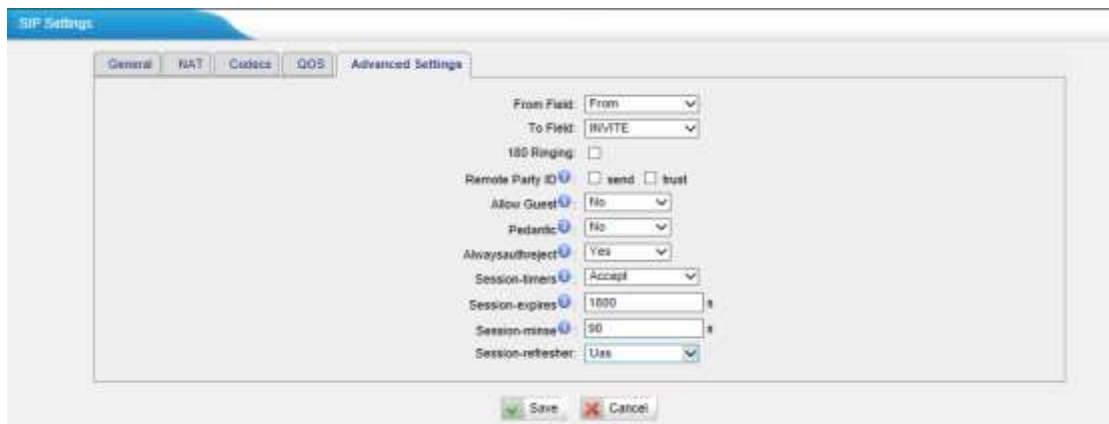 SIP Settings
General NAT Codecs QOS Advanced Settings
From Field: From
To Field: INVITE
180 Ringing:
Remote Party ID: send trust
Allow Guest: No
Pedantic: No
Alwaysauthreject: Yes
Session-timers: Accept
Session-expires: 1800 s
Session-minse: 90 s
Session-refresher: Uas
Save Cancel